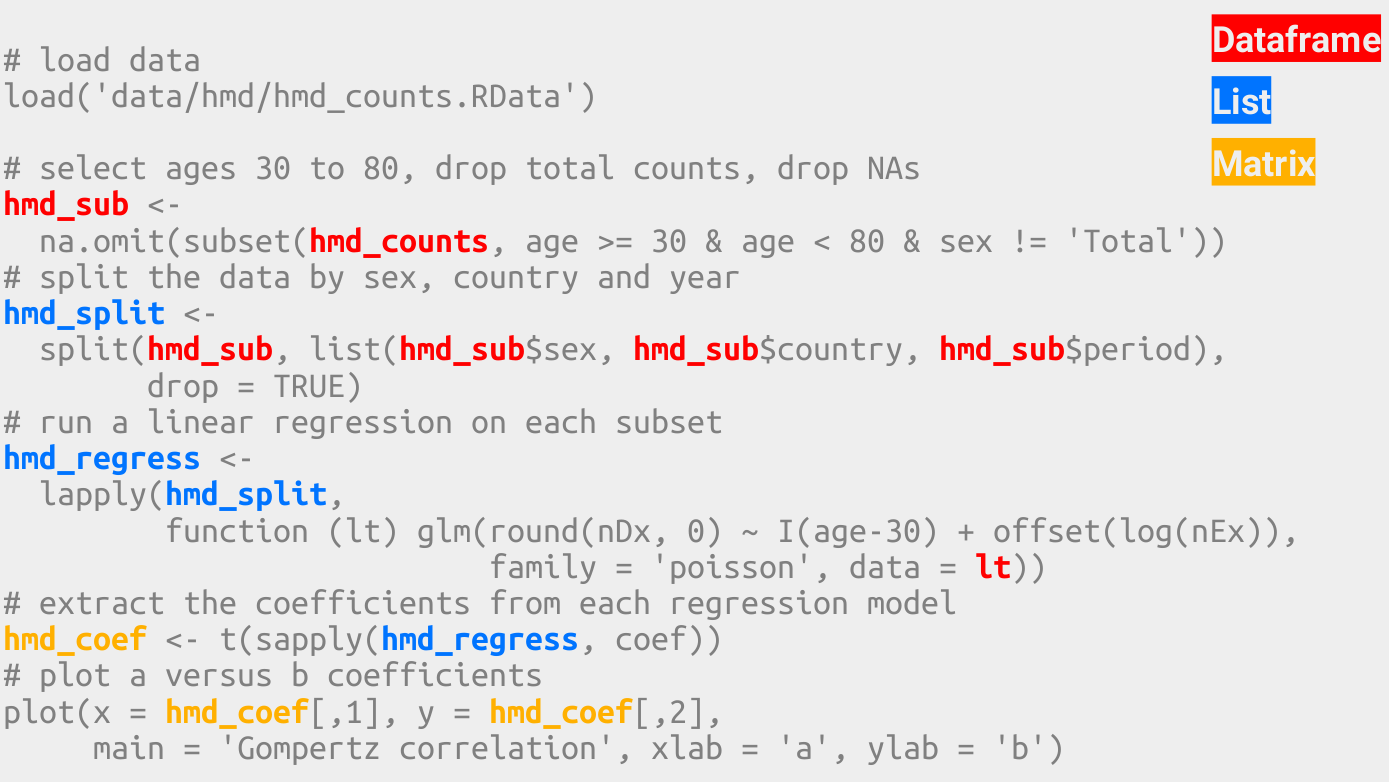 # load data
load('data/hmd/hmd_counts.RData')
# select ages 30 to 80, drop total counts, drop NAs
hmd_sub <-
  na.omit(subset(hmd_counts, age >= 30 & age < 80 & sex != 'Total'))
# split the data by sex, country and year
hmd_split <-
  split(hmd_sub, list(hmd_sub$sex, hmd_sub$country, hmd_sub$period),
        drop = TRUE)
# run a linear regression on each subset
hmd_regress <-
  lapply(hmd_split,
         function (lt) glm(round(nDx, 0) ~ I(age-30) + offset(log(nEx)),
                           family = 'poisson', data = lt))
# extract the coefficients from each regression model
hmd_coef <- t(sapply(hmd_regress, coef))
# plot a versus b coefficients
plot(x = hmd_coef[,1], y = hmd_coef[,2],
     main = 'Gompertz correlation', xlab = 'a', ylab = 'b')
Dataframe
List
Matrix